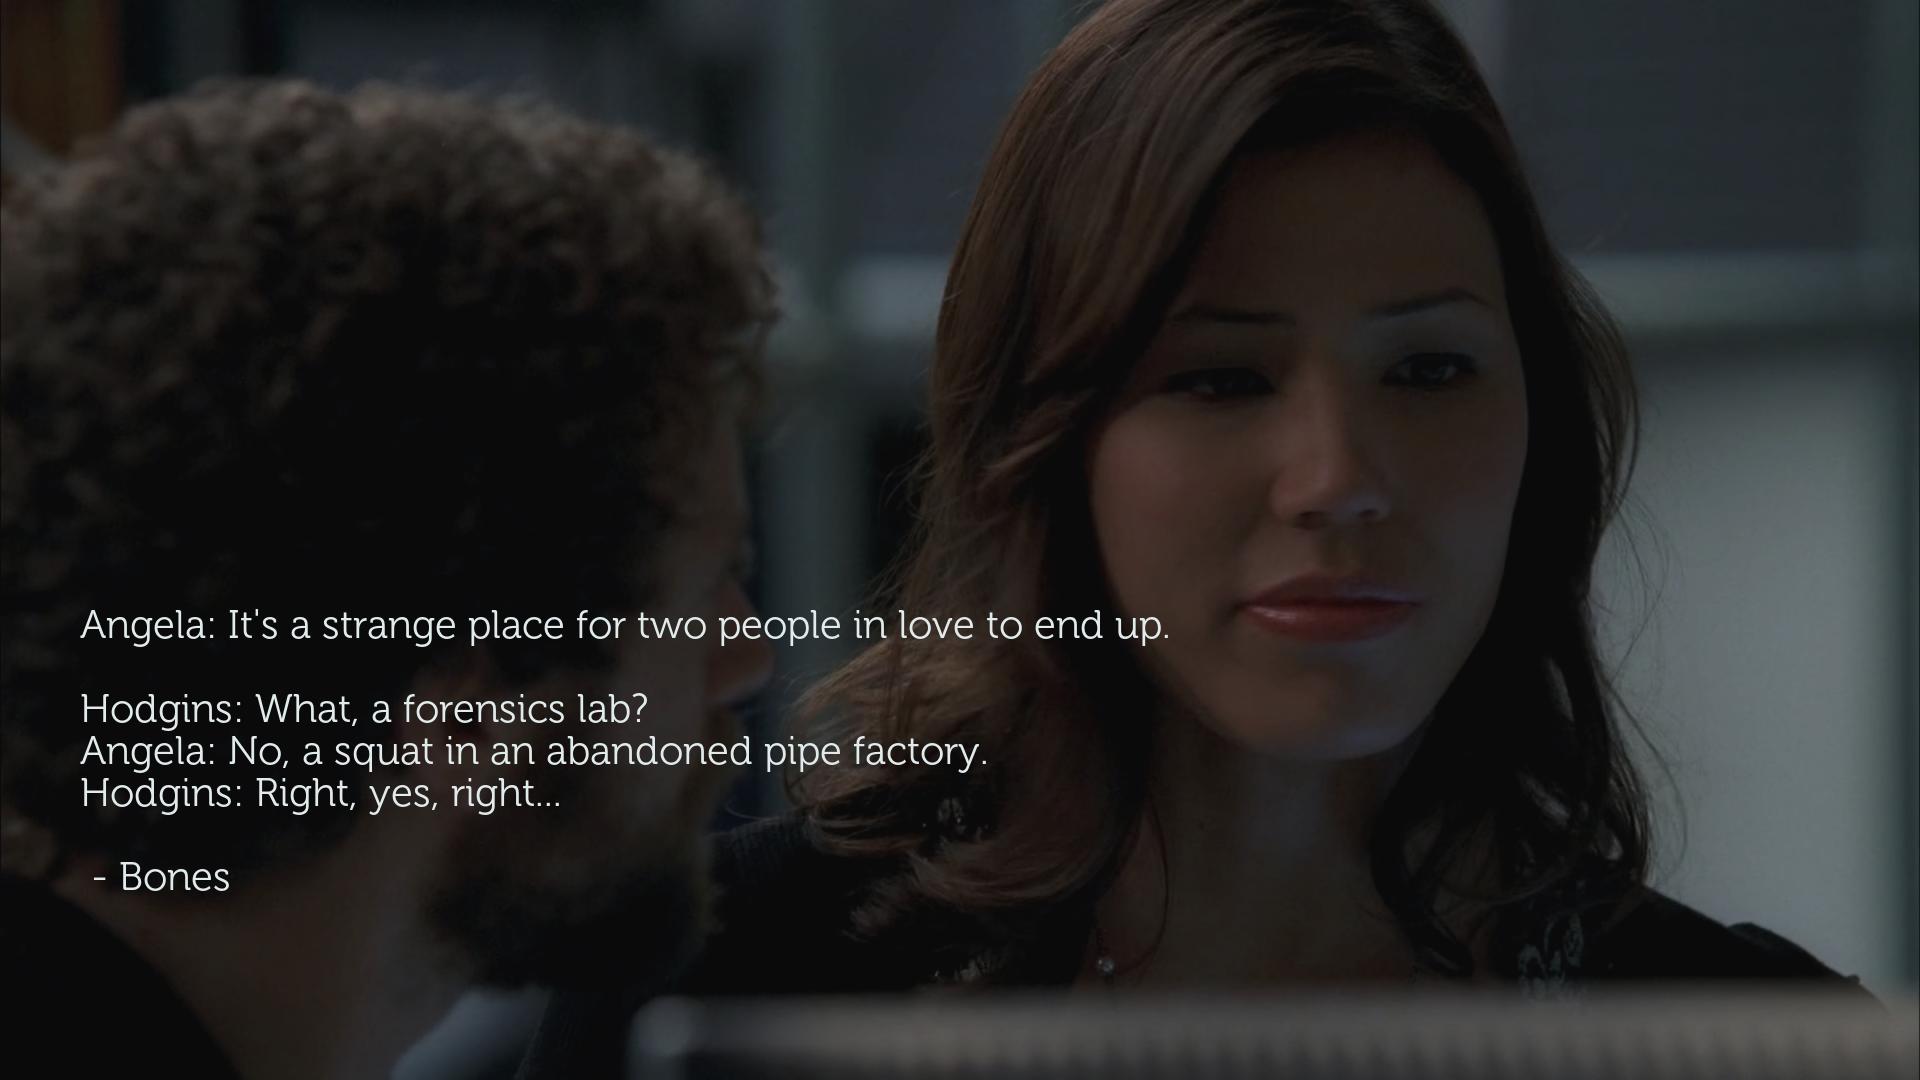 Angela: It's a strange place for two people in love to end up.
Hodgins: What, a forensics lab?
Angela: No, a squat in an abandoned pipe factory.
Hodgins: Right, yes, right...
- Bones